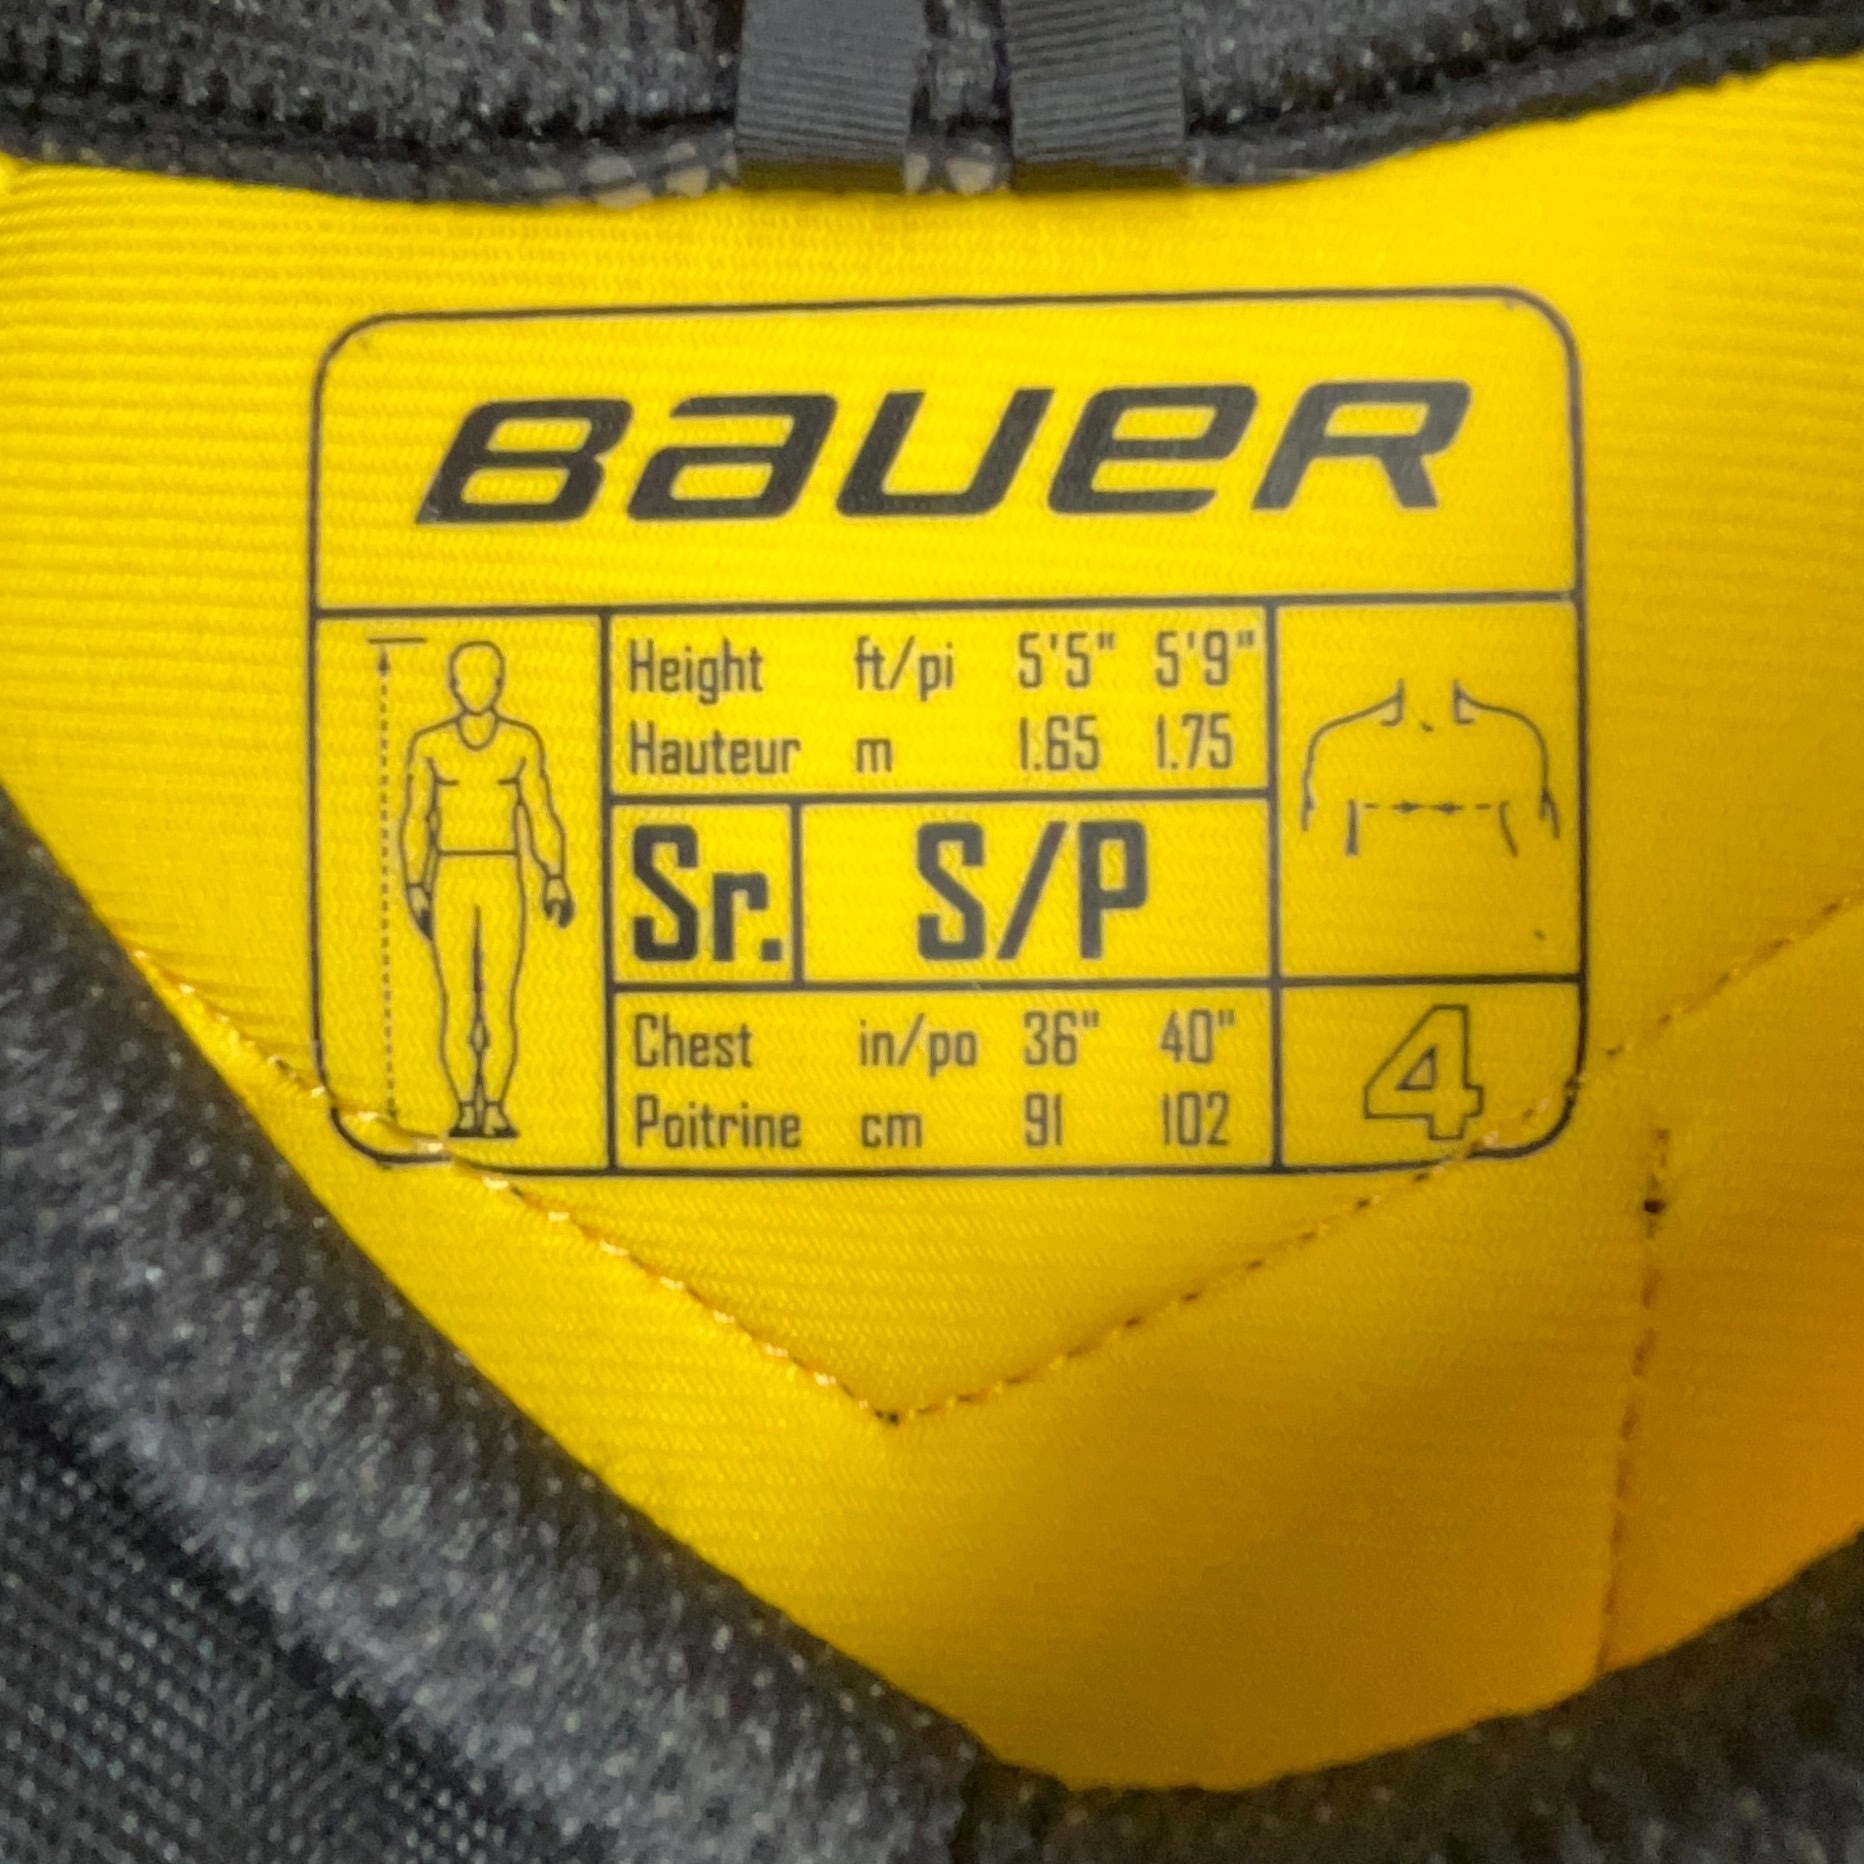 BAUER
Height ft/pi 5'5" 5'9"
Hauteur m 1.65 1.75
Sr. S/P
Chest in/po 36" 40"
Poitrine cm 91 102
4